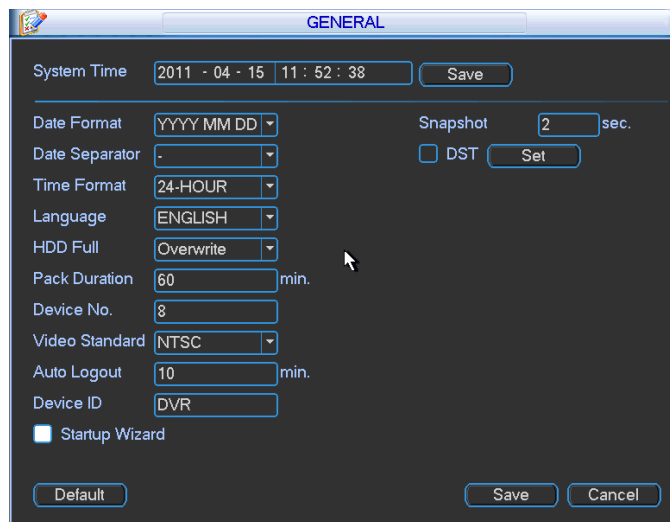 GENERAL
System Time 2011 - 04 - 15 11 : 52 : 38 Save
Date Format YYYY MM DD Snapshot 2 sec.
Date Separator - DST Set
Time Format 24-HOUR
Language ENGLISH
HDD Full Overwrite
Pack Duration 60 min.
Device No. 8
Video Standard NTSC
Auto Logout 10 min.
Device ID DVR
Startup Wizard
Default Save Cancel